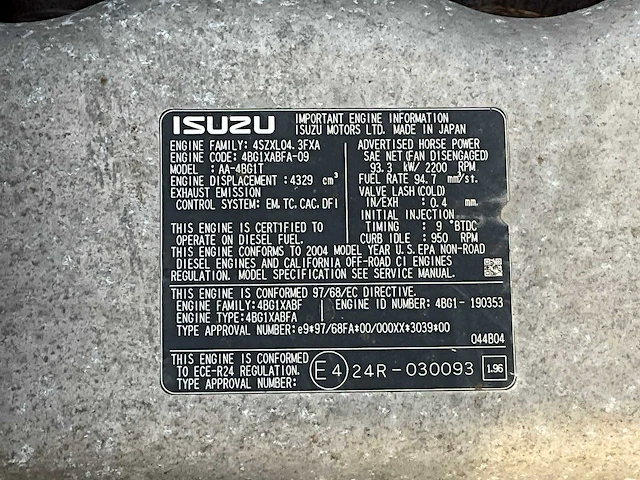 ISUZU
IMPORTANT ENGINE INFORMATION
ISUZU MOTORS LTD. MADE IN JAPAN
ENGINE FAMILY: 4SZXL04.3FXA
ENGINE CODE: 4BG1XABFA-09
MODEL : AA-4BG1T
ENGINE DISPLACEMENT: 4329 cm³
EXHAUST EMISSION
CONTROL SYSTEM: EM, TC, CAC, DFI
ADVERTISED HORSE POWER
SAE NET (FAN DISENGAGED)
93.3 kW/ 2200 RPM
FUEL RATE 94.7 mm³/st.
VALVE LASH (COLD)
IN/EXH : 0.4 mm.
INITIAL INJECTION
TIMING : 9 °BTDC
CURB IDLE : 950 RPM
THIS ENGINE IS CERTIFIED TO
OPERATE ON DIESEL FUEL.
THIS ENGINE CONFORMS TO 2004 MODEL YEAR U.S. EPA NON-ROAD
DIESEL ENGINES AND CALIFORNIA OFF-ROAD CI ENGINES
REGULATION. MODEL SPECIFICATION SEE SERVICE MANUAL.
THIS ENGINE IS CONFORMED 97/68/EC DIRECTIVE.
ENGINE FAMILY: 4BG1XABF
ENGINE ID NUMBER: 4BG1- 190353
ENGINE TYPE: 4BG1XABFA
TYPE APPROVAL NUMBER: e9*97/68FA*00/000XX*3039*00
044B04
THIS ENGINE IS CONFORMED
TO ECE-R24 REGULATION.
TYPE APPROVAL NUMBER:
E4 24R-030093
1.96